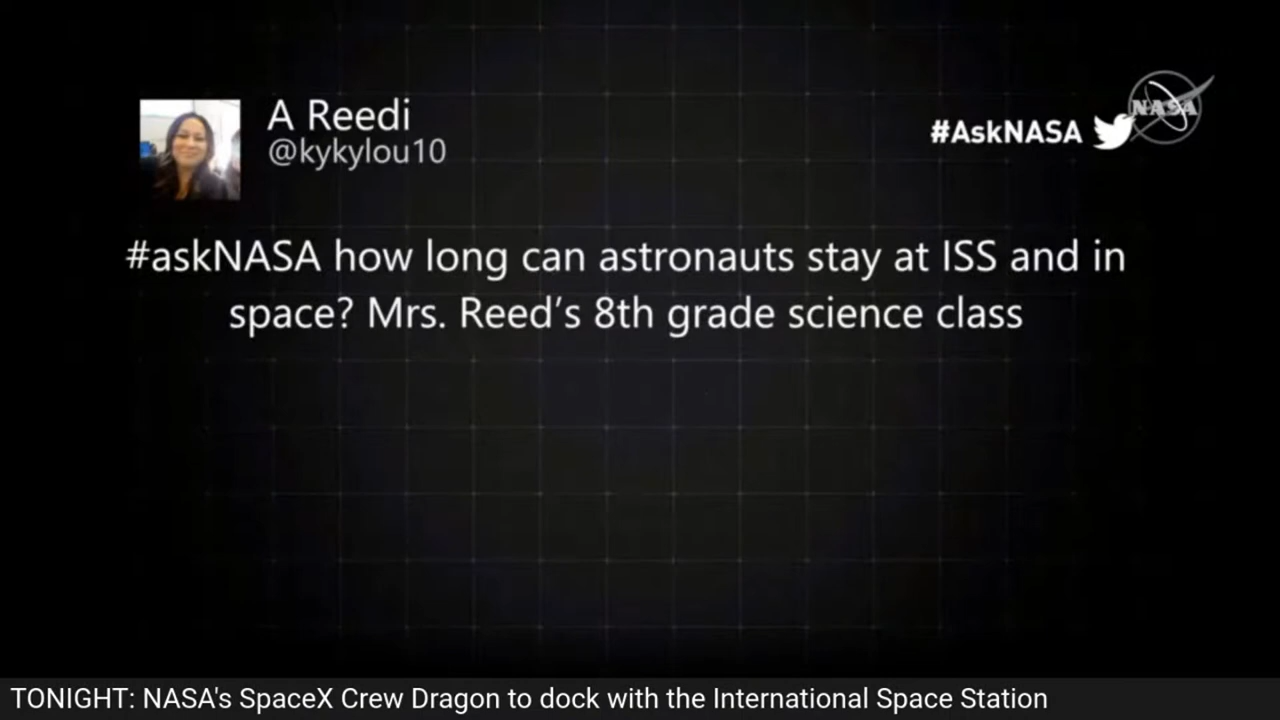 A Reedi
@kykylou10
#AskNASA
NASA
#askNASA how long can astronauts stay at ISS and in
space? Mrs. Reed’s 8th grade science class
TONIGHT: NASA's SpaceX Crew Dragon to dock with the International Space Station